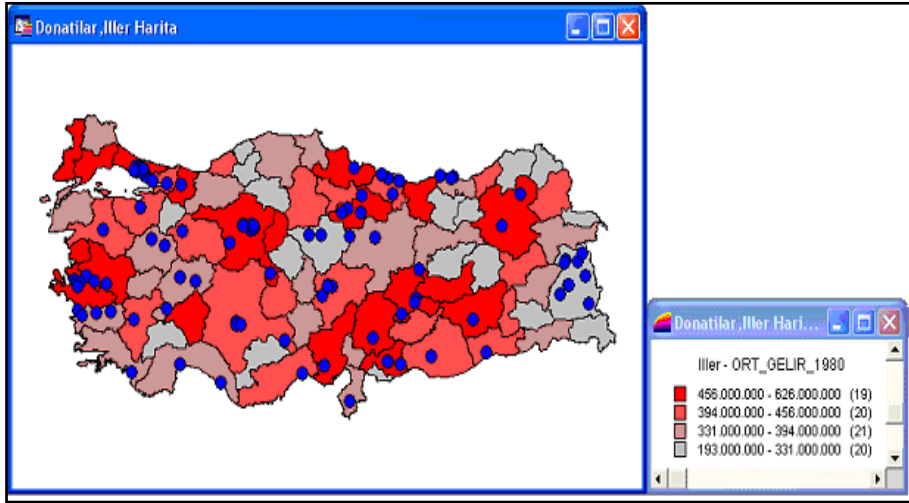 Donatilar ,Iller Harita
Donatilar ,Iller Hari...
Iller - ORT_GELIR_1980
456.000.000 - 626.000.000 (19)
394.000.000 - 456.000.000 (20)
331.000.000 - 394.000.000 (21)
193.000.000 - 331.000.000 (20)